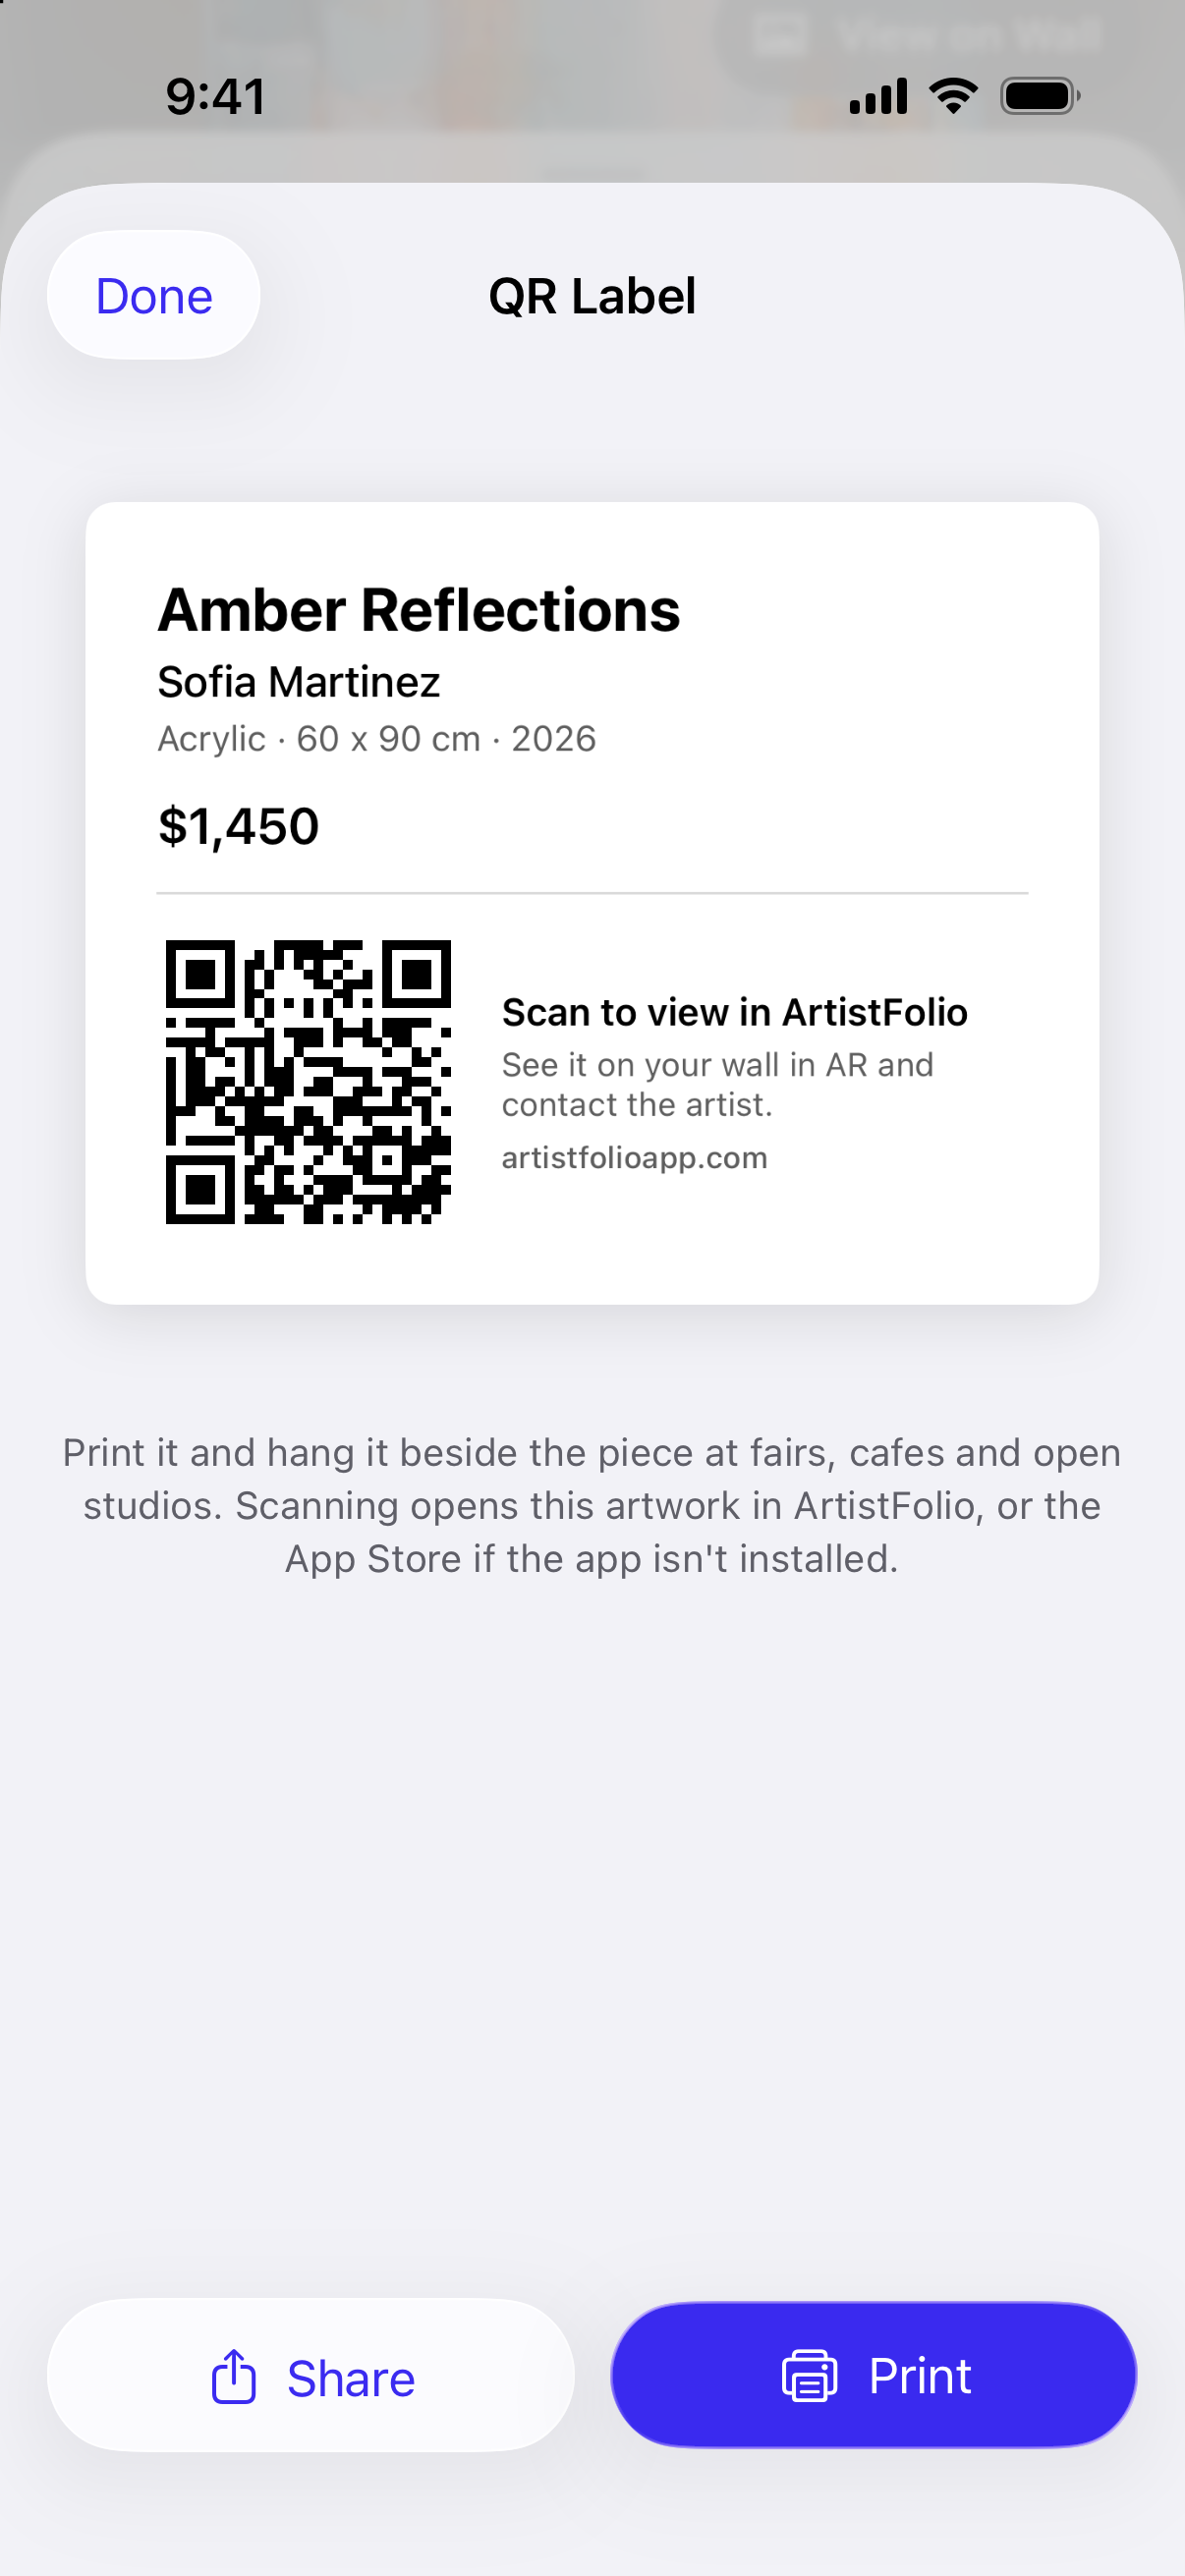 View on Wall
9:41
Done
QR Label
Amber Reflections
Sofia Martinez
Acrylic · 60 x 90 cm · 2026
$1,450
Scan to view in ArtistFolio
See it on your wall in AR and
contact the artist.
artistfolioapp.com
Print it and hang it beside the piece at fairs, cafes and open
studios. Scanning opens this artwork in ArtistFolio, or the
App Store if the app isn't installed.
Share
Print